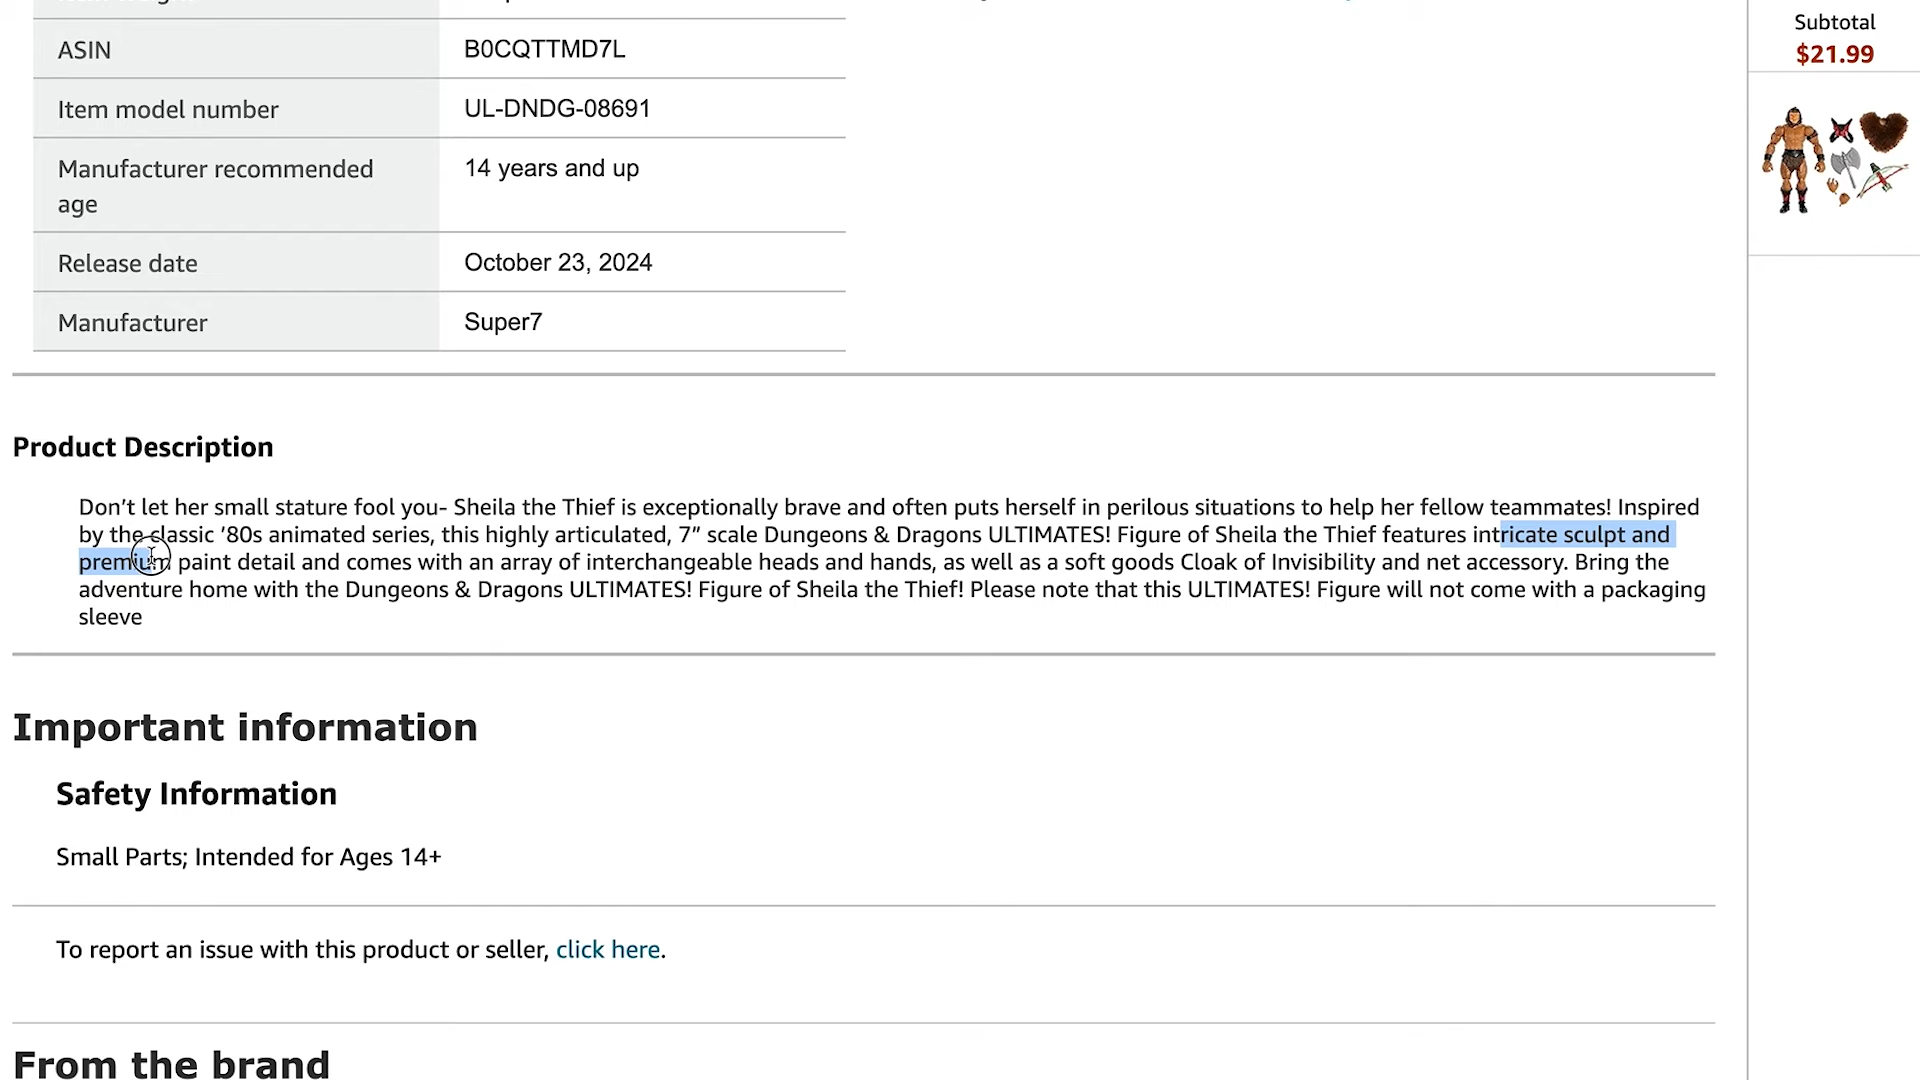 ASIN B0CQTTMD7L
Item model number UL-DNDG-08691
Manufacturer recommended 14 years and up
age
Release date October 23, 2024
Manufacturer Super7
Product Description
Don’t let her small stature fool you- Sheila the Thief is exceptionally brave and often puts herself in perilous situations to help her fellow teammates! Inspired
by the classic ’80s animated series, this highly articulated, 7” scale Dungeons & Dragons ULTIMATES! Figure of Sheila the Thief features intricate sculpt and
premium paint detail and comes with an array of interchangeable heads and hands, as well as a soft goods Cloak of Invisibility and net accessory. Bring the
adventure home with the Dungeons & Dragons ULTIMATES! Figure of Sheila the Thief! Please note that this ULTIMATES! Figure will not come with a packaging
sleeve
Important information
Safety Information
Small Parts; Intended for Ages 14+
To report an issue with this product or seller, click here.
From the brand
Subtotal
$21.99